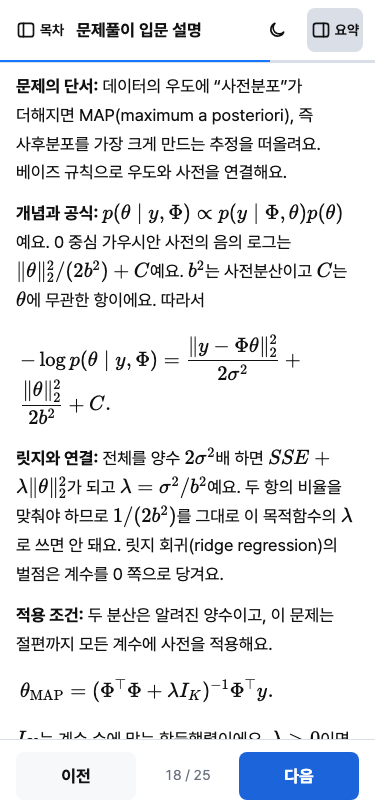 목차 문제풀이 입문 설명 요약
문제의 단서: 데이터의 우도에 “사전분포”가
더해지면 MAP(maximum a posteriori), 즉
사후분포를 가장 크게 만드는 추정을 떠올려요.
베이즈 규칙으로 우도와 사전을 연결해요.
개념과 공식: p(θ | y, Φ) ∝ p(y | Φ, θ)p(θ)
예요. 0 중심 가우시안 사전의 음의 로그는
‖θ‖₂²/(2b²) + C예요. b²는 사전분산이고 C는
θ에 무관한 항이에요. 따라서
− log p(θ | y, Φ) = ‖y − Φθ‖₂² / 2σ² +
‖θ‖₂² / 2b² + C.
릿지와 연결: 전체를 양수 2σ²배 하면 SSE +
λ‖θ‖₂²가 되고 λ = σ²/b²예요. 두 항의 비율을
맞춰야 하므로 1/(2b²)를 그대로 이 목적함수의 λ
로 쓰면 안 돼요. 릿지 회귀(ridge regression)의
벌점은 계수를 0 쪽으로 당겨요.
적용 조건: 두 분산은 알려진 양수이고, 이 문제는
절편까지 모든 계수에 사전을 적용해요.
θ_MAP = (Φ^⊤Φ + λI_K)^−1Φ^⊤y.
이전 18 / 25 다음